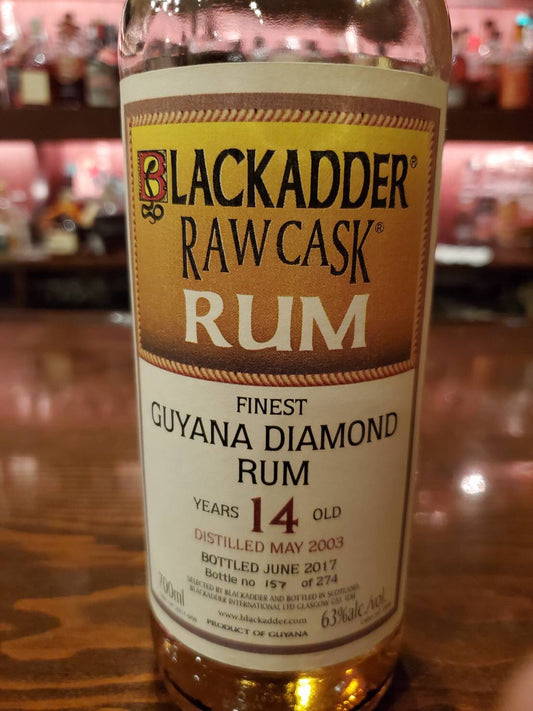 BLACKADDER®
RAW CASK®
RUM
FINEST
GUYANA DIAMOND
RUM
YEARS 14 OLD
DISTILLED MAY 2003
BOTTLED JUNE 2017
Bottle no 157 of 274
700ml
SELECTED BY BLACKADDER AND BOTTLED IN SCOTLAND.
BLACKADDER INTERNATIONAL LTD GLASGOW
www.blackadder.com
63%alc./vol.
PRODUCT OF GUYANA